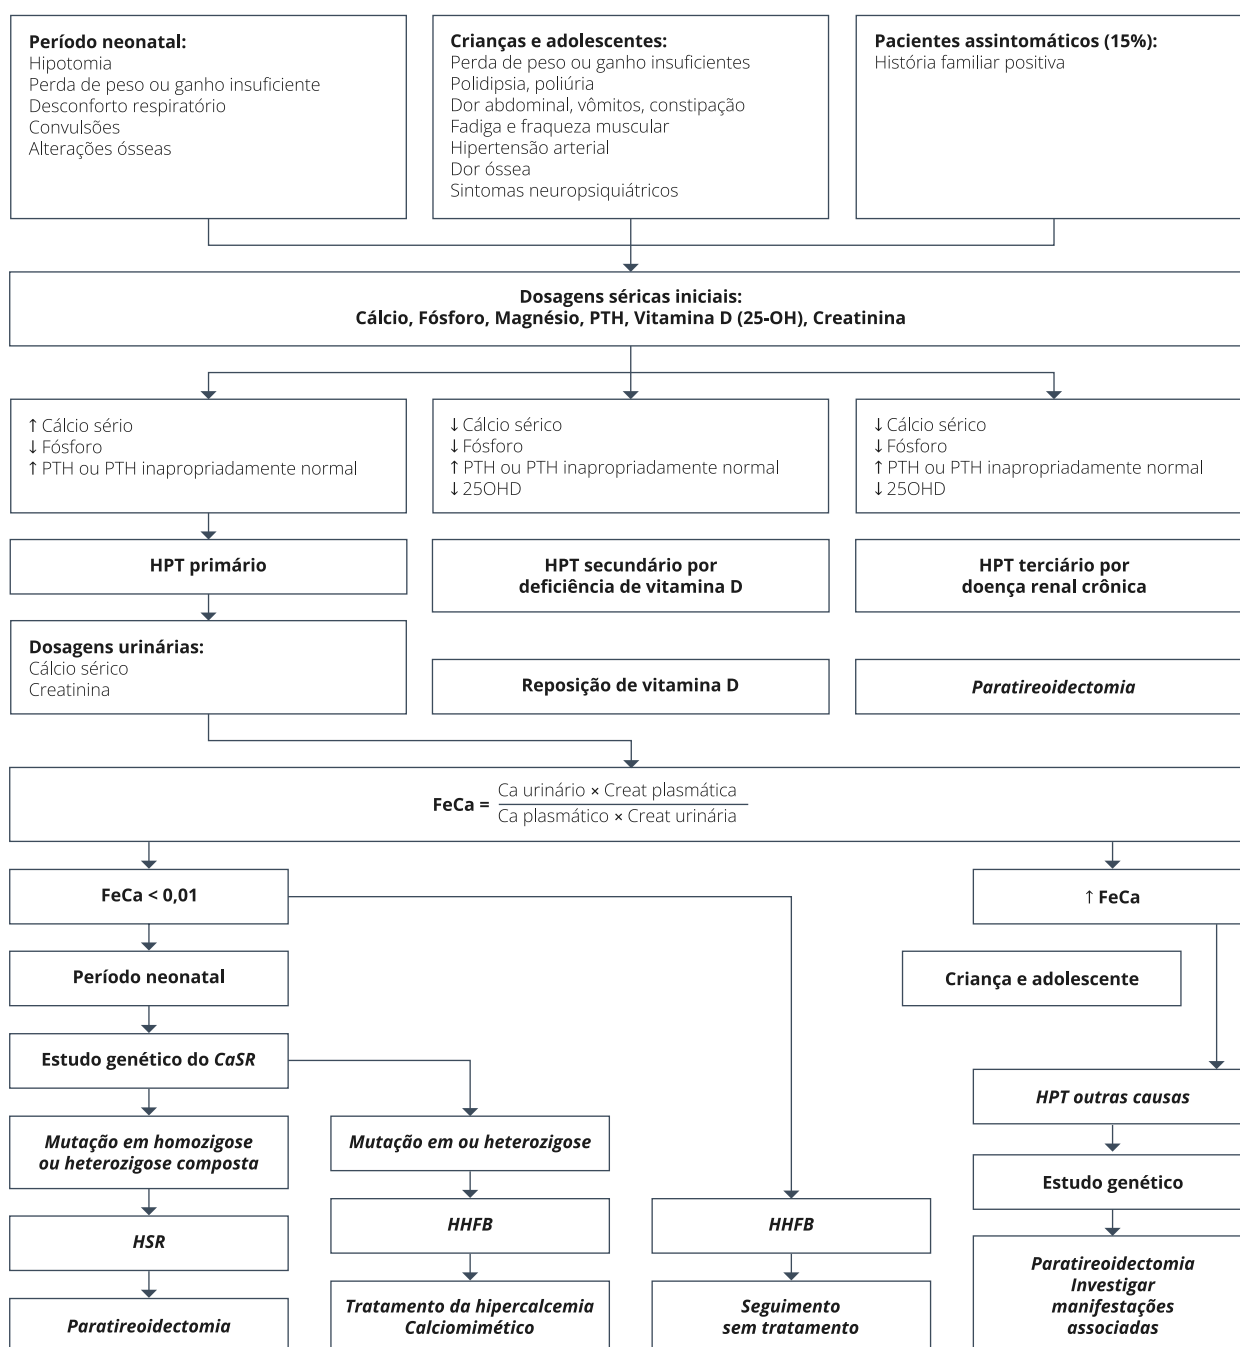 Período neonatal:
Hipotomia
Perda de peso ou ganho insuficiente
Desconforto respiratório
Convulsões
Alterações ósseas
Crianças e adolescentes:
Perda de peso ou ganho insuficientes
Polidipsia, poliúria
Dor abdominal, vômitos, constipação
Fadiga e fraqueza muscular
Hipertensão arterial
Dor óssea
Sintomas neuropsiquiátricos
Pacientes assintomáticos (15%):
História familiar positiva
Dosagens séricas iniciais:
Cálcio, Fósforo, Magnésio, PTH, Vitamina D (25-OH), Creatinina
↑ Cálcio sério
↓ Fósforo
↑ PTH ou PTH inapropriadamente normal
↓ Cálcio sérico
↓ Fósforo
↑ PTH ou PTH inapropriadamente normal
↓ 25OHD
↓ Cálcio sérico
↓ Fósforo
↑ PTH ou PTH inapropriadamente normal
↓ 25OHD
HPT primário
HPT secundário por
deficiência de vitamina D
HPT terciário por
doença renal crônica
Dosagens urinárias:
Cálcio sérico
Creatinina
Reposição de vitamina D
Paratireoidectomia
FeCa = Ca urinário × Creat plasmática
Ca plasmático × Creat urinária
FeCa < 0,01
↑ FeCa
Período neonatal
Criança e adolescente
Estudo genético do CaSR
HPT outras causas
Mutação em homozigose
ou heterozigose composta
Mutação em ou heterozigose
Estudo genético
HSR
HHFB
HHFB
Paratireoidectomia
Investigar
manifestações
associadas
Paratireoidectomia
Tratamento da hipercalcemia
Calciomimético
Seguimento
sem tratamento